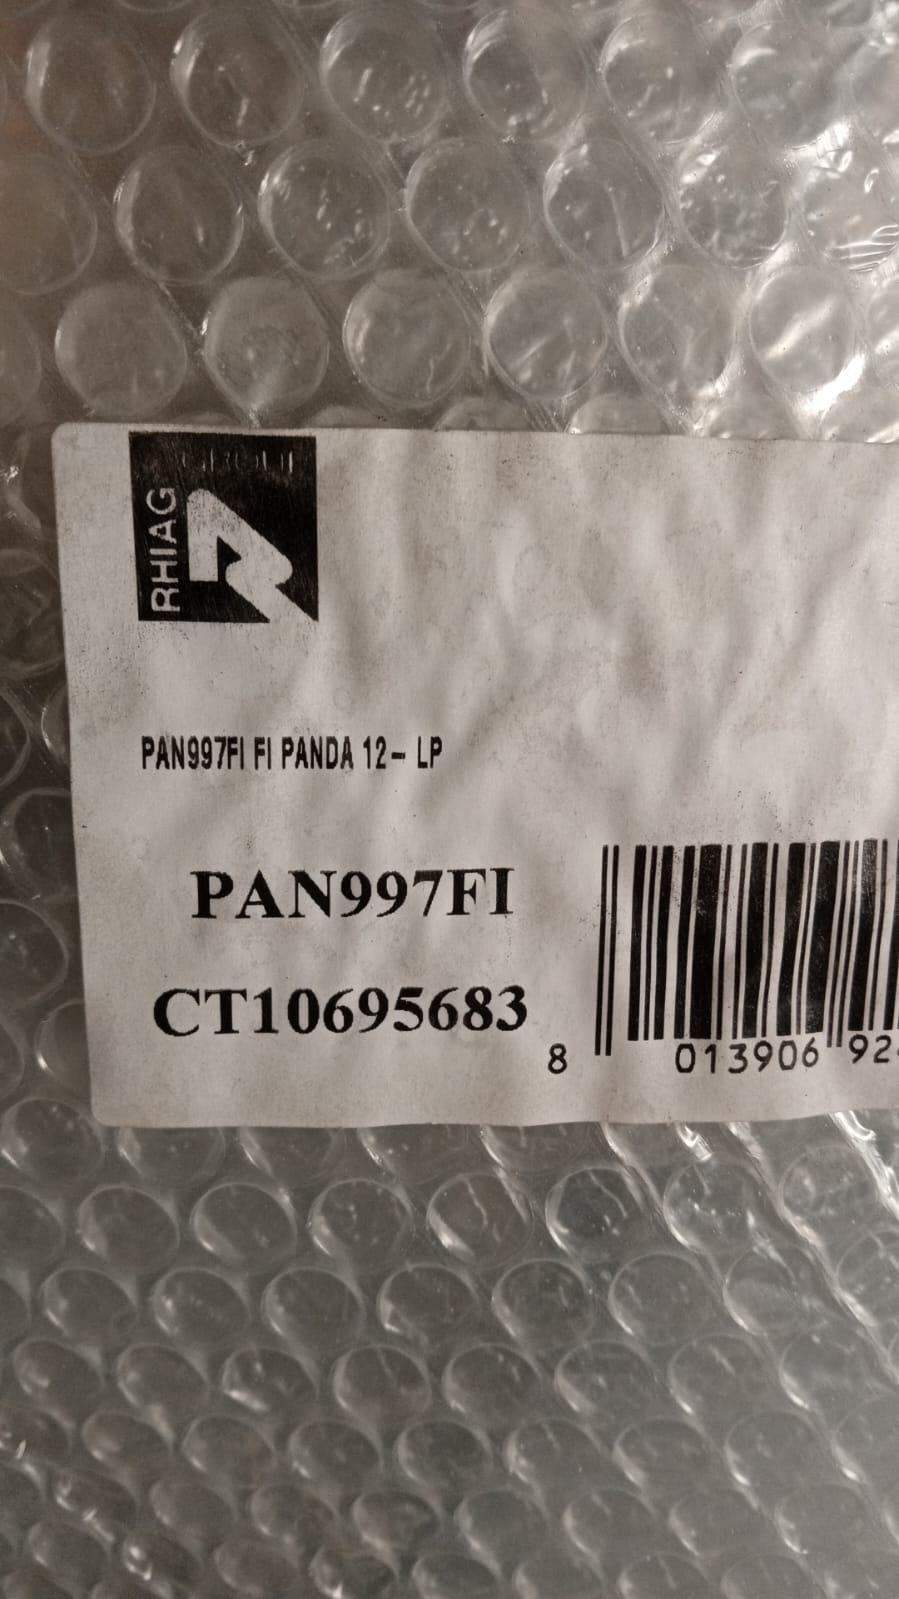 GROUP
RHIAG
PAN997FI FI PANDA 12- LP
PAN997FI
CT10695683
8 013906 92